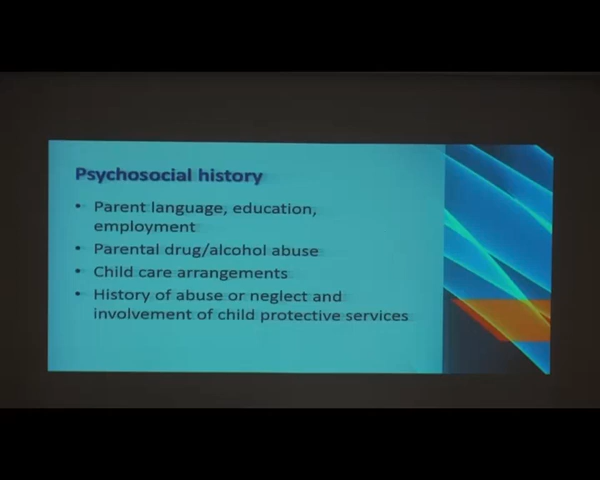 Psychosocial history
• Parent language, education,
employment
• Parental drug/alcohol abuse
• Child care arrangements
• History of abuse or neglect and
involvement of child protective services